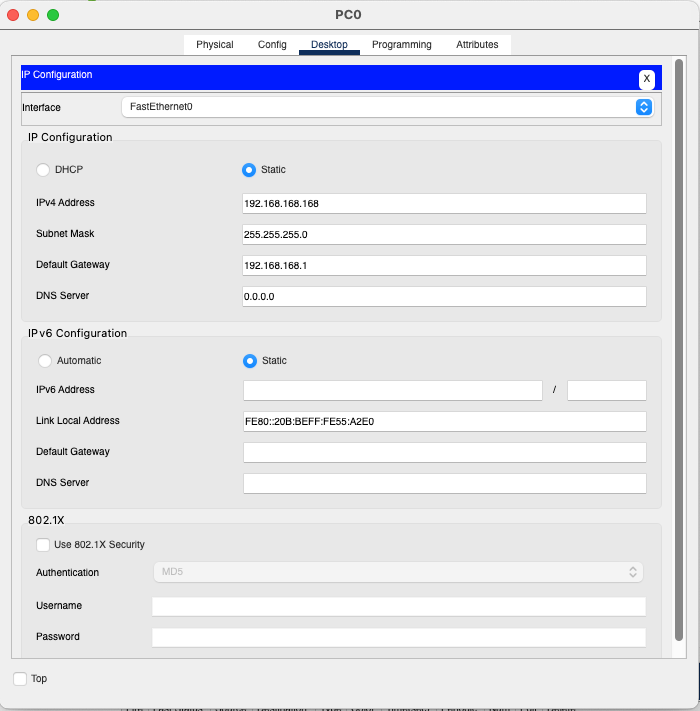 PC0
Physical Config Desktop Programming Attributes
IP Configuration
X
Interface FastEthernet0
IP Configuration
DHCP Static
IPv4 Address 192.168.168.168
Subnet Mask 255.255.255.0
Default Gateway 192.168.168.1
DNS Server 0.0.0.0
IPv6 Configuration
Automatic Static
IPv6 Address /
Link Local Address FE80::20B:BEFF:FE55:A2E0
Default Gateway
DNS Server
802.1X
Use 802.1X Security
Authentication MD5
Username
Password
Top